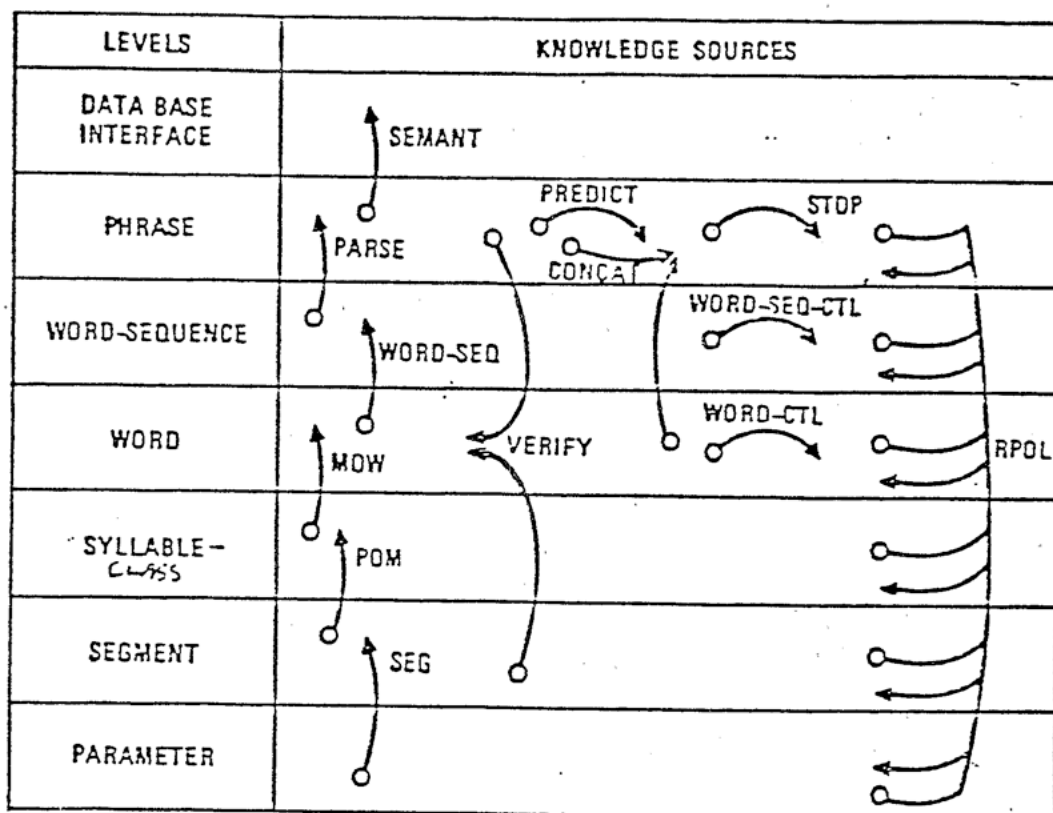 LEVELS
KNOWLEDGE SOURCES
DATA BASE
INTERFACE
SEMANT
PHRASE
PREDICT
STOP
PARSE
CONCAT
WORD-SEQUENCE
WORD-SEQ
WORD-SEQ-CTL
WORD
MOW
VERIFY
WORD-CTL
RPOL
SYLLABLE-
CLASS
POM
SEGMENT
SEG
PARAMETER